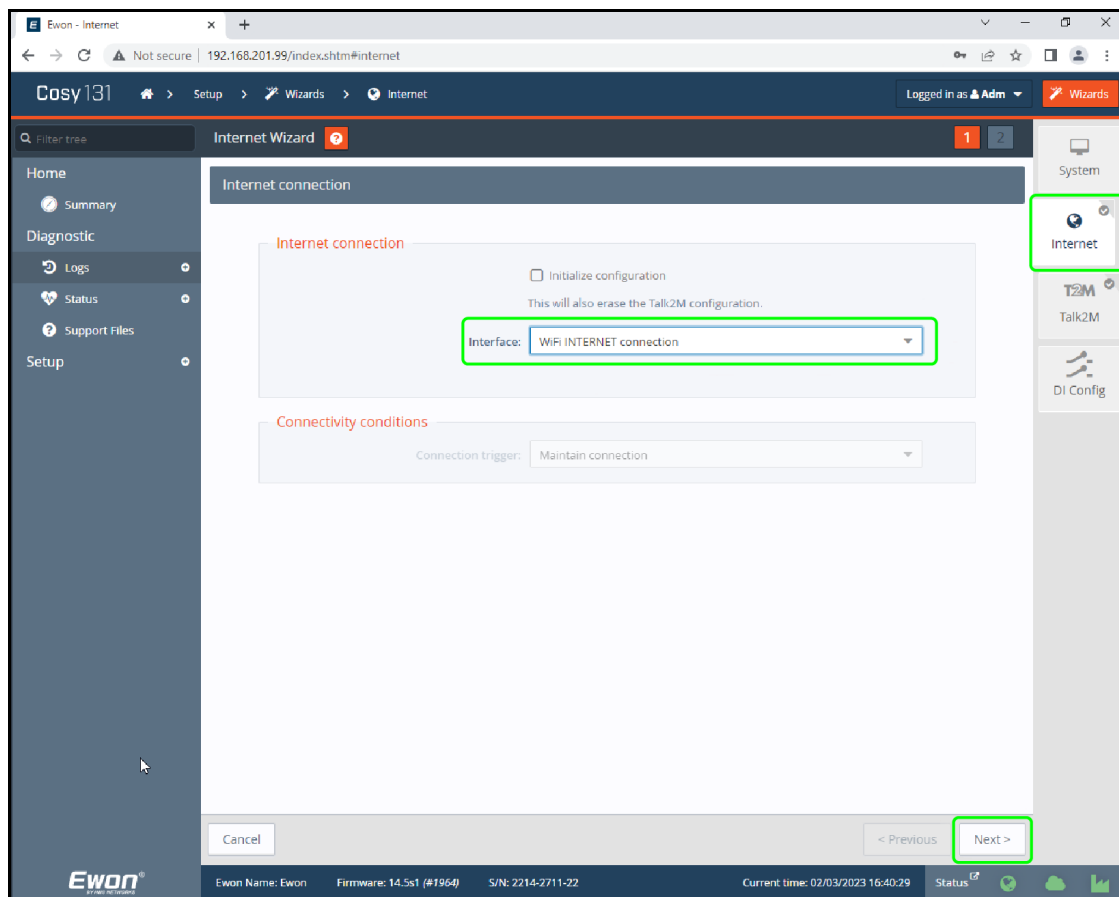 Ewon - Internet
Not secure 192.168.201.99/index.shtm#internet
Cosy 131 > Setup > Wizards > Internet Logged in as Adm Wizards
Filter tree
Internet Wizard ? 1 2
Home
Summary
Diagnostic
Logs
Status
Support Files
Setup
Internet connection
Internet connection
Initialize configuration
This will also erase the Talk2M configuration.
Interface: WiFi INTERNET connection
Connectivity conditions
Connection trigger: Maintain connection
System
Internet
T2M
Talk2M
DI Config
Cancel < Previous Next >
Ewon®
Ewon Name: Ewon Firmware: 14.5s1 (#1964) S/N: 2214-2711-22 Current time: 02/03/2023 16:40:29 Status